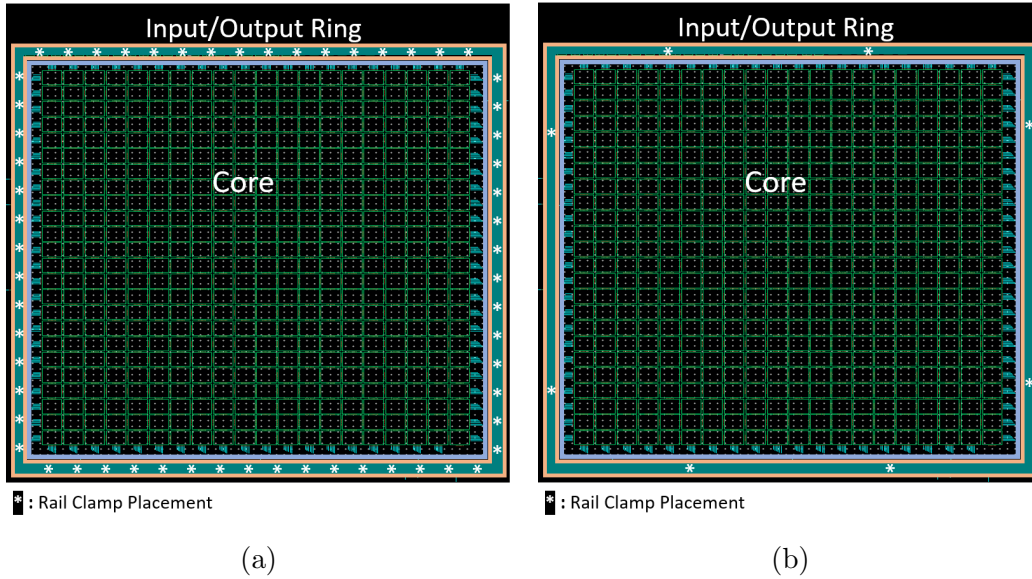 Input/Output Ring
Core
* : Rail Clamp Placement
(a)
Input/Output Ring
Core
* : Rail Clamp Placement
(b)